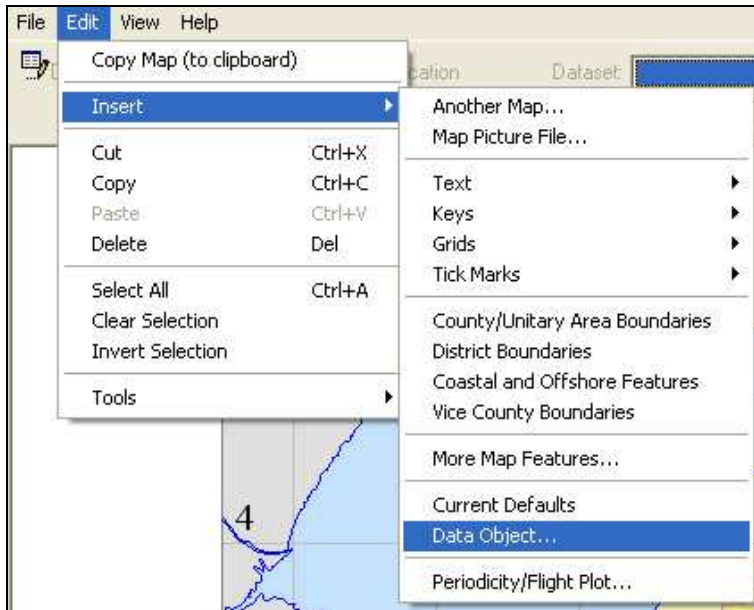 File Edit View Help
Copy Map (to clipboard)
Dataset:
Insert
Another Map...
Map Picture File...
Cut Ctrl+X
Copy Ctrl+C
Text
Paste Ctrl+V
Keys
Delete Del
Grids
Tick Marks
Select All Ctrl+A
Clear Selection
County/Unitary Area Boundaries
Invert Selection
District Boundaries
Coastal and Offshore Features
Tools
Vice County Boundaries
More Map Features...
Current Defaults
4
Data Object...
Periodicity/Flight Plot...